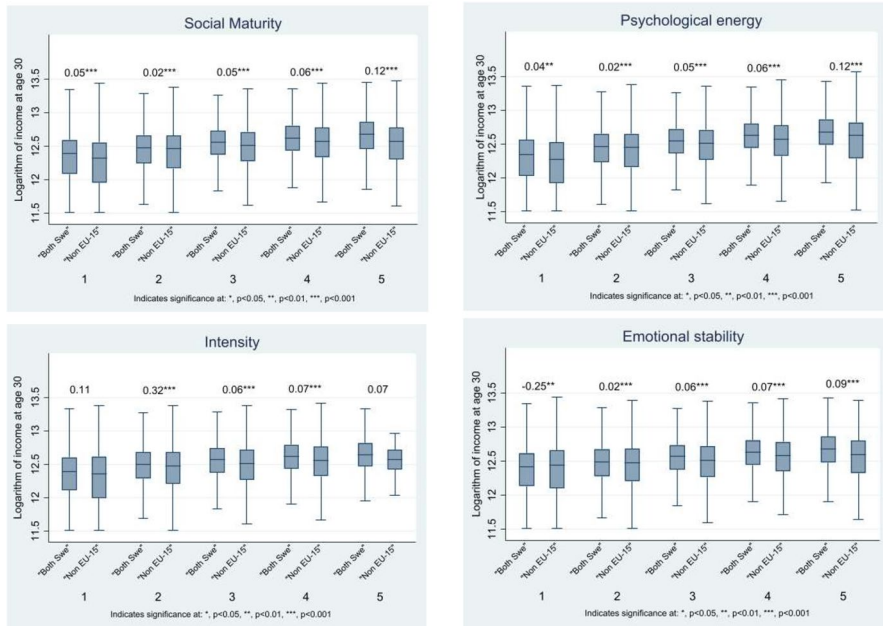 Social Maturity
Logarithm of income at age 30
13.5
13
12.5
12
11.5
0.05*** 0.02*** 0.05*** 0.06*** 0.12***
"Both Swe" "Non EU-15" "Both Swe" "Non EU-15" "Both Swe" "Non EU-15" "Both Swe" "Non EU-15" "Both Swe" "Non EU-15"
1 2 3 4 5
Indicates significance at: *, p<0.05, **, p<0.01, ***, p<0.001
Psychological energy
Logarithm of income at age 30
13.5
13
12.5
12
11.5
0.04** 0.02*** 0.05*** 0.06*** 0.12***
"Both Swe" "Non EU-15" "Both Swe" "Non EU-15" "Both Swe" "Non EU-15" "Both Swe" "Non EU-15" "Both Swe" "Non EU-15"
1 2 3 4 5
Indicates significance at: *, p<0.05, **, p<0.01, ***, p<0.001
Intensity
Logarithm of income at age 30
13.5
13
12.5
12
11.5
0.11 0.32*** 0.06*** 0.07*** 0.07
"Both Swe" "Non EU-15" "Both Swe" "Non EU-15" "Both Swe" "Non EU-15" "Both Swe" "Non EU-15" "Both Swe" "Non EU-15"
1 2 3 4 5
Indicates significance at: *, p<0.05, **, p<0.01, ***, p<0.001
Emotional stability
Logarithm of income at age 30
13.5
13
12.5
12
11.5
-0.25** 0.02*** 0.06*** 0.07*** 0.09***
"Both Swe" "Non EU-15" "Both Swe" "Non EU-15" "Both Swe" "Non EU-15" "Both Swe" "Non EU-15" "Both Swe" "Non EU-15"
1 2 3 4 5
Indicates significance at: *, p<0.05, **, p<0.01, ***, p<0.001